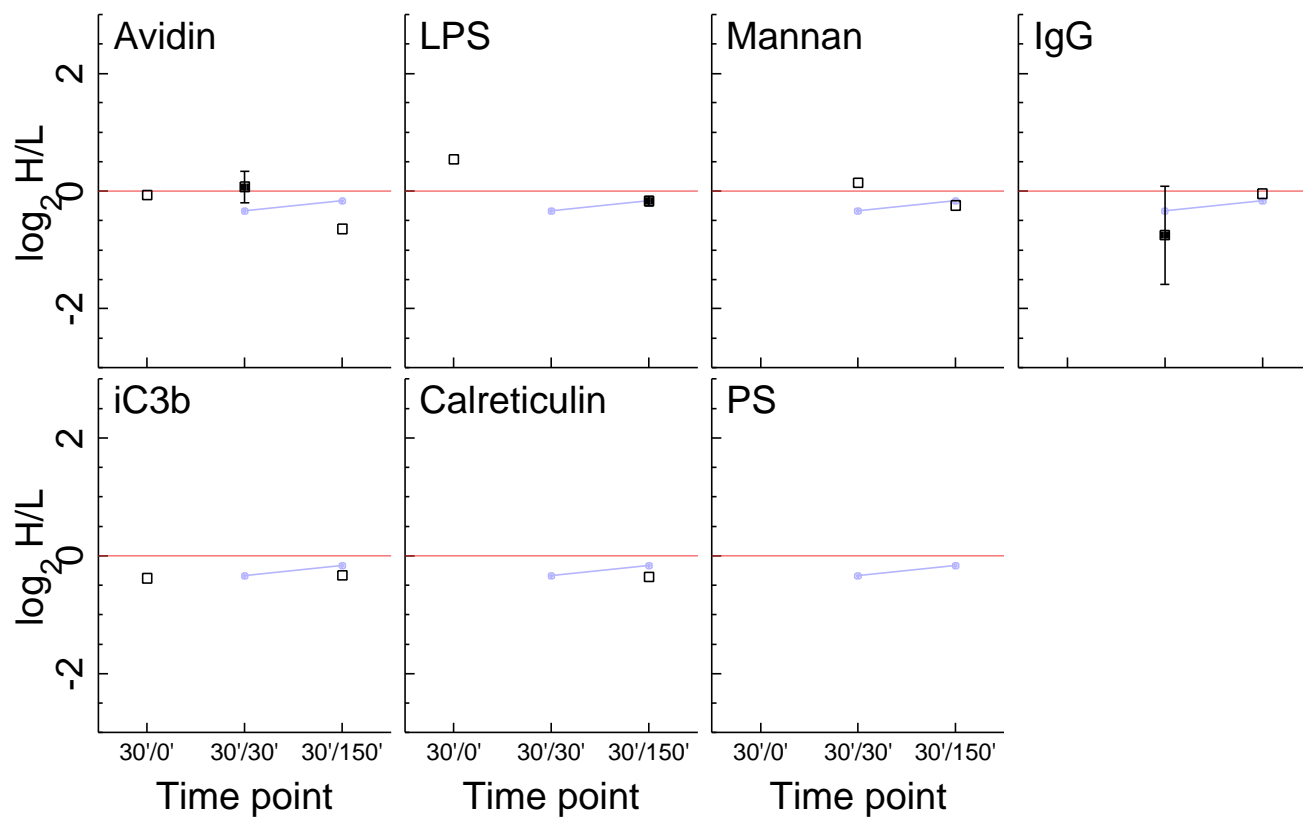 Avidin LPS Mannan IgG
log2 H/L
2
0
-2
iC3b Calreticulin PS
log2 H/L
2
0
-2
30'/0' 30'/30' 30'/150' 30'/0' 30'/30' 30'/150' 30'/0' 30'/30' 30'/150'
Time point Time point Time point